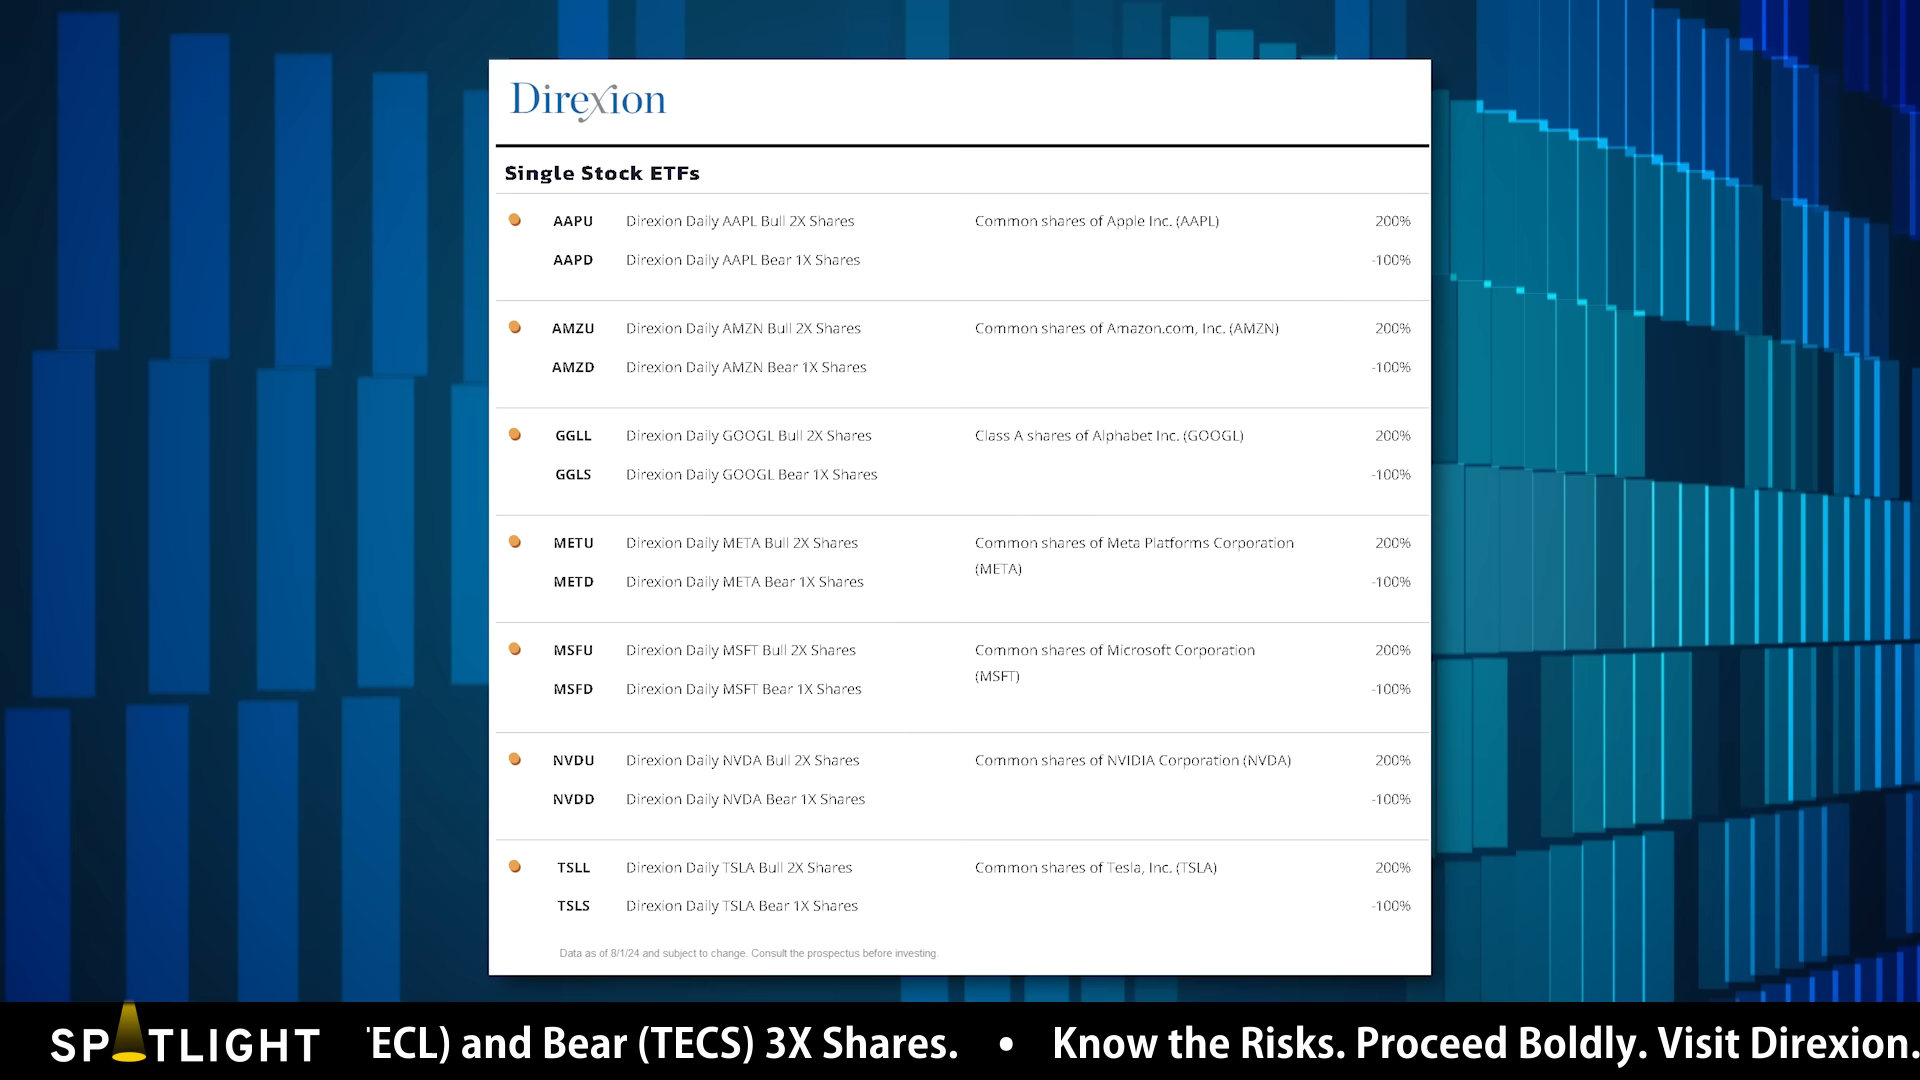 Direxion
Single Stock ETFs
AAPU Direxion Daily AAPL Bull 2X Shares Common shares of Apple Inc. (AAPL) 200%
AAPD Direxion Daily AAPL Bear 1X Shares -100%
AMZU Direxion Daily AMZN Bull 2X Shares Common shares of Amazon.com, Inc. (AMZN) 200%
AMZD Direxion Daily AMZN Bear 1X Shares -100%
GGLL Direxion Daily GOOGL Bull 2X Shares Class A shares of Alphabet Inc. (GOOGL) 200%
GGLS Direxion Daily GOOGL Bear 1X Shares -100%
METU Direxion Daily META Bull 2X Shares Common shares of Meta Platforms Corporation 200%
(META)
METD Direxion Daily META Bear 1X Shares -100%
MSFU Direxion Daily MSFT Bull 2X Shares Common shares of Microsoft Corporation 200%
(MSFT)
MSFD Direxion Daily MSFT Bear 1X Shares -100%
NVDU Direxion Daily NVDA Bull 2X Shares Common shares of NVIDIA Corporation (NVDA) 200%
NVDD Direxion Daily NVDA Bear 1X Shares -100%
TSLL Direxion Daily TSLA Bull 2X Shares Common shares of Tesla, Inc. (TSLA) 200%
TSLS Direxion Daily TSLA Bear 1X Shares -100%
Data as of 8/1/24 and subject to change. Consult the prospectus before investing.
SPOTLIGHT ECL) and Bear (TECS) 3X Shares. • Know the Risks. Proceed Boldly. Visit Direxion.